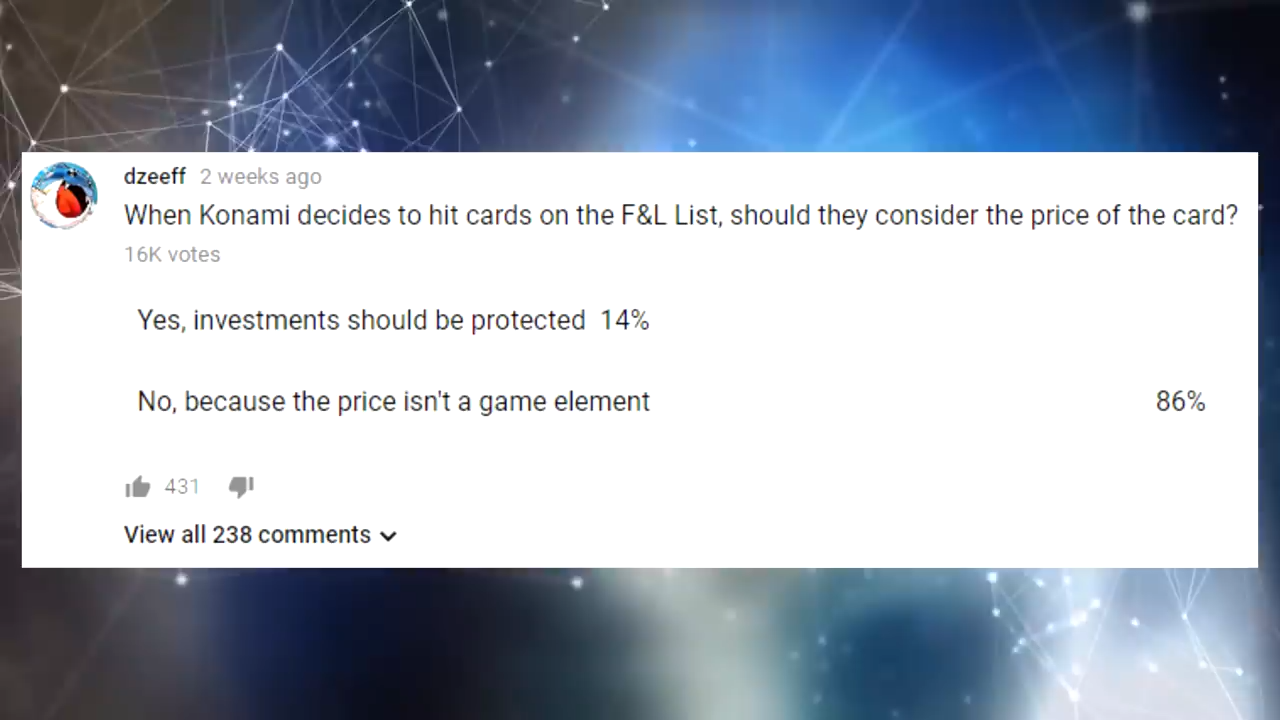 dzeeff 2 weeks ago
When Konami decides to hit cards on the F&L List, should they consider the price of the card?
16K votes
Yes, investments should be protected 14%
No, because the price isn't a game element 86%
431
View all 238 comments